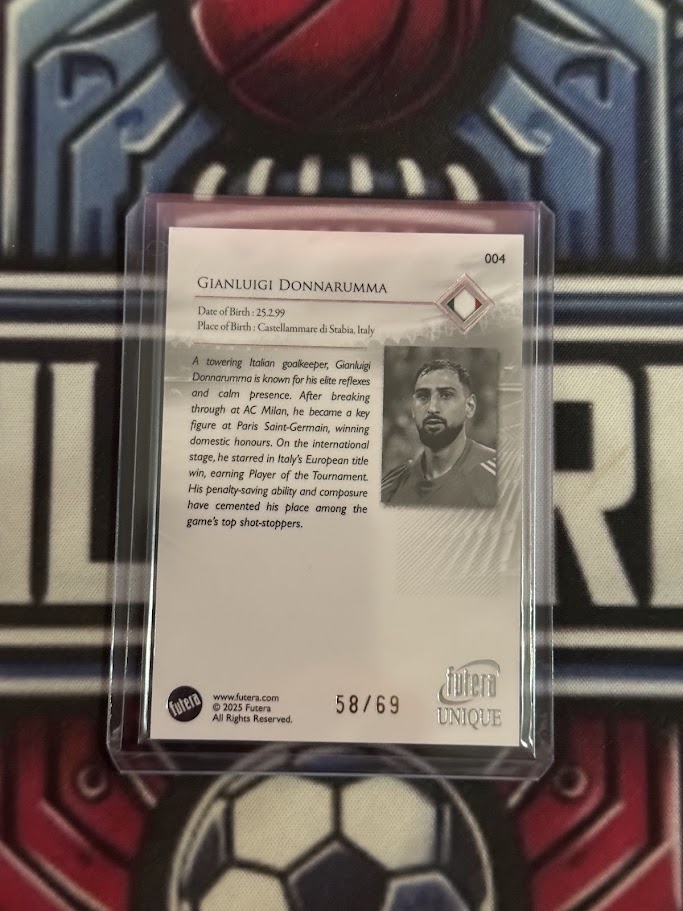 004
GIANLUIGI DONNARUMMA
Date of Birth : 25.2.99
Place of Birth : Castellammare di Stabia, Italy
A towering Italian goalkeeper, Gianluigi
Donnarumma is known for his elite reflexes
and calm presence. After breaking
through at AC Milan, he became a key
figure at Paris Saint-Germain, winning
domestic honours. On the international
stage, he starred in Italy's European title
win, earning Player of the Tournament.
His penalty-saving ability and composure
have cemented his place among the
game's top shot-stoppers.
futera
www.futera.com
© 2025 Futera
All Rights Reserved.
58/69
futera
UNIQUE